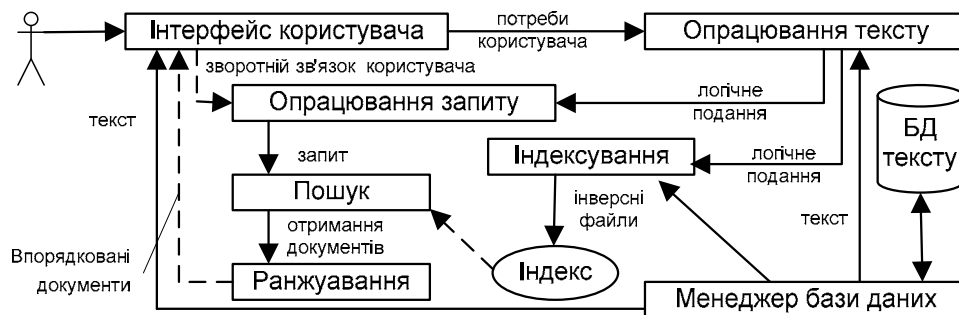 Інтерфейс користувача
потреби
користувача
Опрацювання тексту
зворотній зв'язок користувача
Опрацювання запиту
логічне
подання
текст
БД
тексту
запит
Індексування
логічне
подання
Пошук
інверсні
файли
текст
отримання
документів
Впорядковані
документи
Ранжуавання
Індекс
Менеджер бази даних